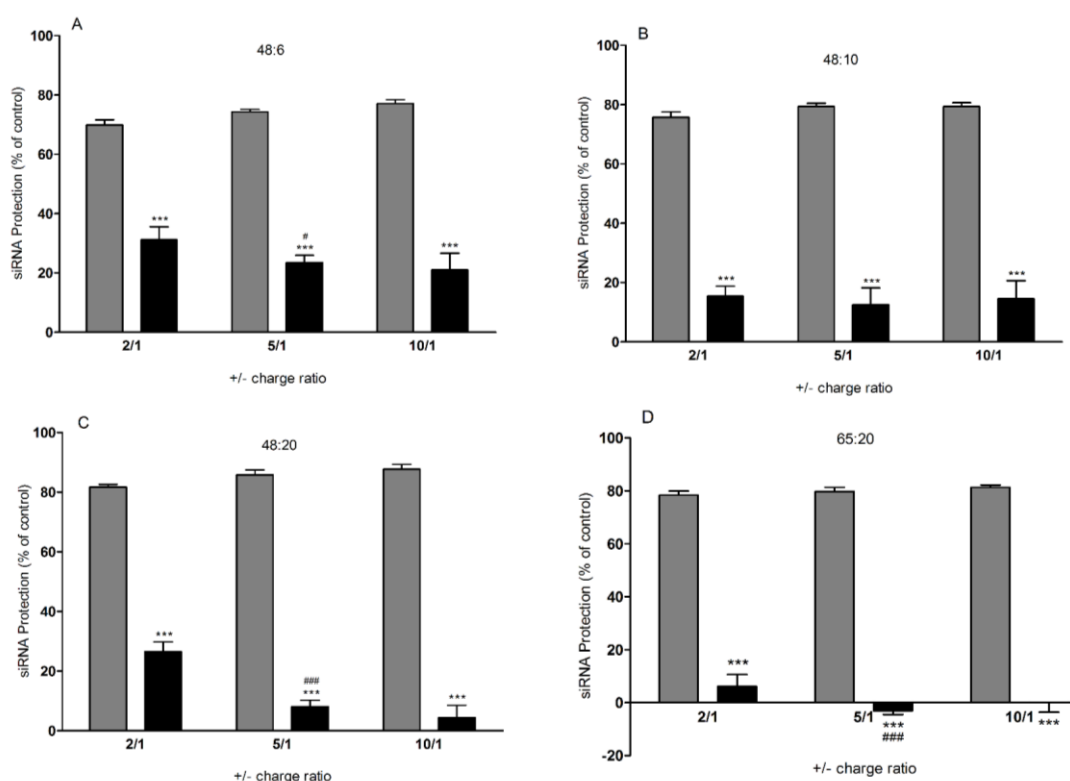 A
48:6
siRNA Protection (% of control)
100
80
60
40
20
0
***
#
***
***
2/1 5/1 10/1
+/- charge ratio
B
48:10
siRNA Protection (% of control)
100
80
60
40
20
0
*** *** ***
2/1 5/1 10/1
+/- charge ratio
C
48:20
siRNA Protection (% of control)
100
80
60
40
20
0
***
###
***
***
2/1 5/1 10/1
+/- charge ratio
D
65:20
siRNA Protection (% of control)
100
80
60
40
20
0
-20
***
2/1 5/1 10/1
*** ***
###
+/- charge ratio